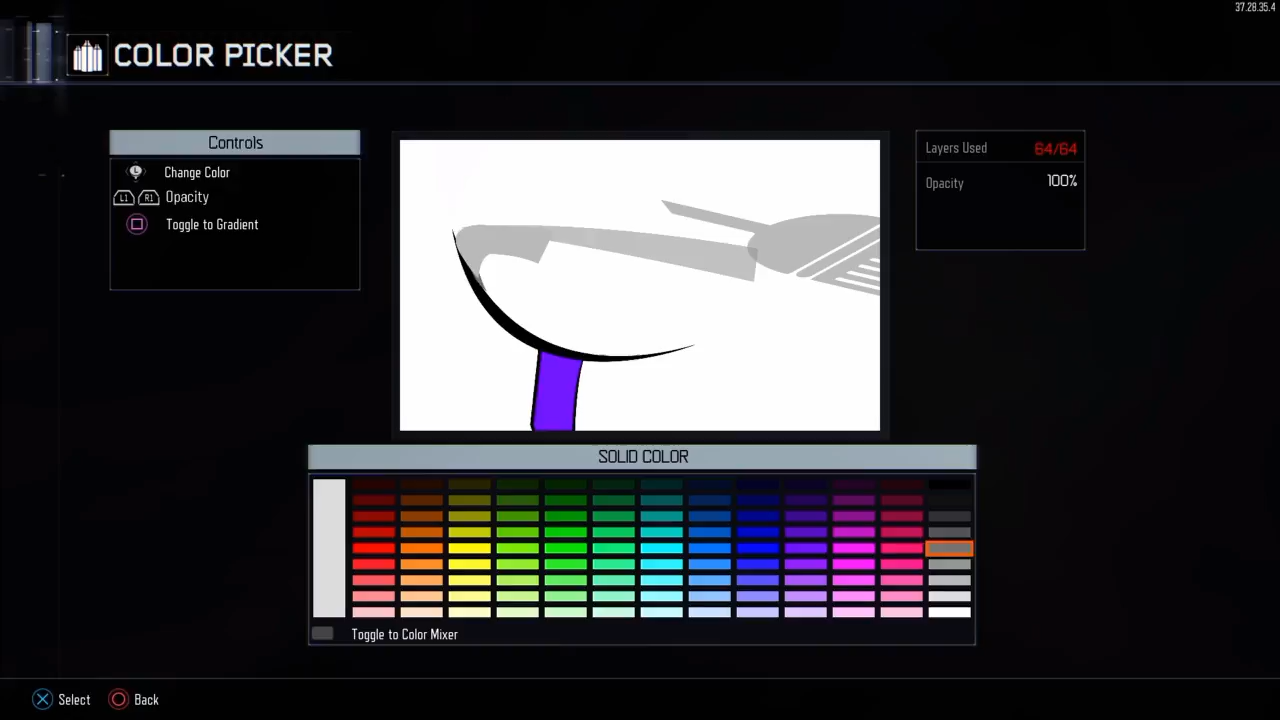 37.28.35.4
COLOR PICKER
Controls
L Change Color
L1 R1 Opacity
Toggle to Gradient
Layers Used 64/64
Opacity 100%
SOLID COLOR
Toggle to Color Mixer
Select Back